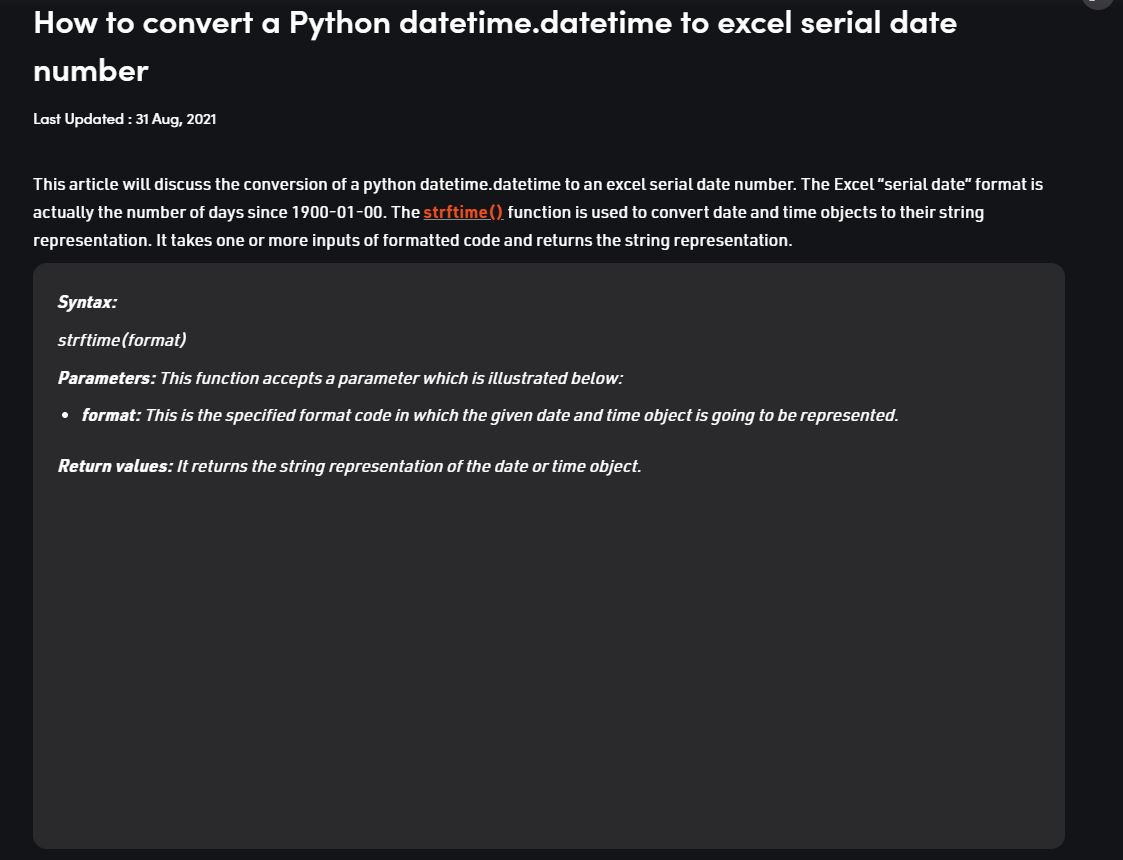 How to convert a Python datetime.datetime to excel serial date
number
Last Updated : 31 Aug, 2021
This article will discuss the conversion of a python datetime.datetime to an excel serial date number. The Excel “serial date” format is
actually the number of days since 1900-01-00. The strftime() function is used to convert date and time objects to their string
representation. It takes one or more inputs of formatted code and returns the string representation.
Syntax:
strftime(format)
Parameters: This function accepts a parameter which is illustrated below:
• format: This is the specified format code in which the given date and time object is going to be represented.
Return values: It returns the string representation of the date or time object.